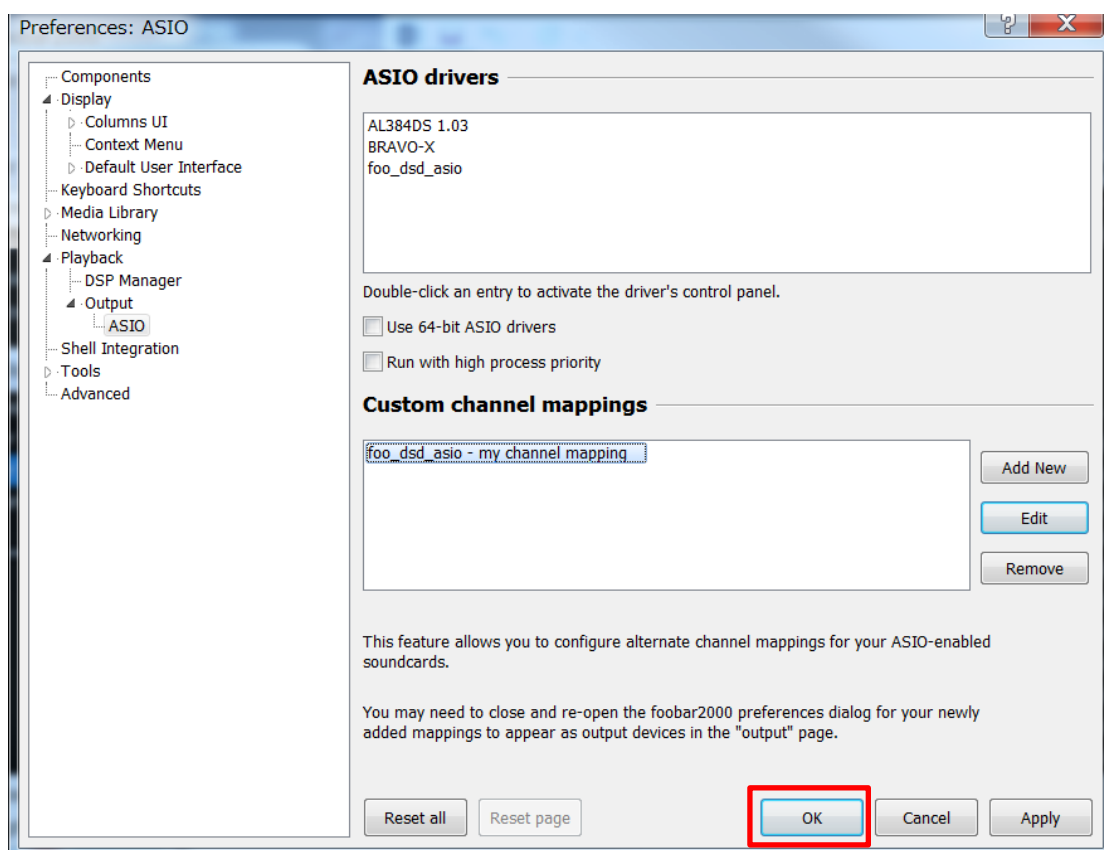 Preferences: ASIO
Components
Display
Columns UI
Context Menu
Default User Interface
Keyboard Shortcuts
Media Library
Networking
Playback
DSP Manager
Output
ASIO
Shell Integration
Tools
Advanced
ASIO drivers
AL384DS 1.03
BRAVO-X
foo_dsd_asio
Double-click an entry to activate the driver's control panel.
Use 64-bit ASIO drivers
Run with high process priority
Custom channel mappings
foo_dsd_asio - my channel mapping
Add New
Edit
Remove
This feature allows you to configure alternate channel mappings for your ASIO-enabled
soundcards.
You may need to close and re-open the foobar2000 preferences dialog for your newly
added mappings to appear as output devices in the "output" page.
Reset all
Reset page
OK
Cancel
Apply